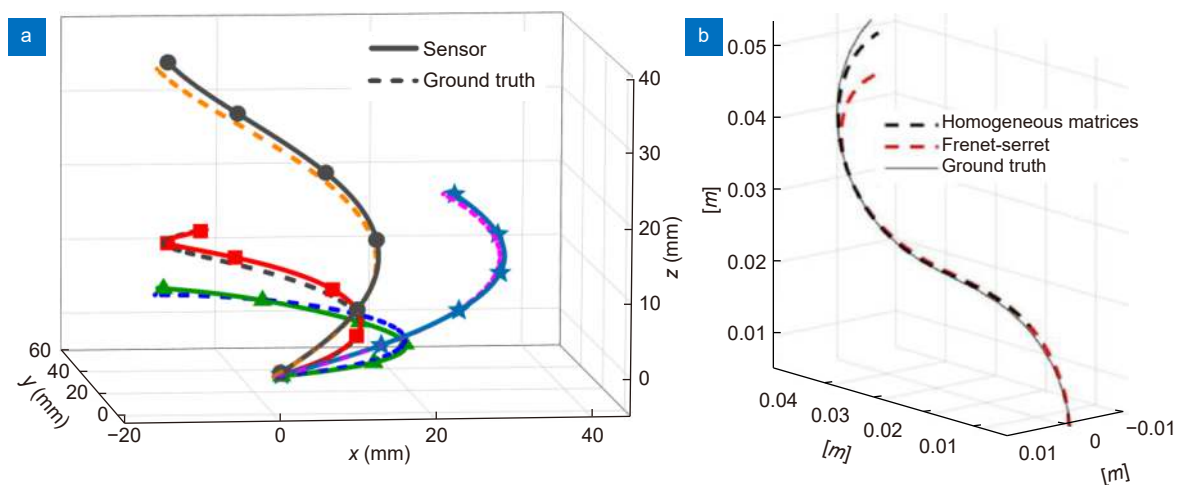 a
Sensor
Ground truth
40
30
20
10
0
z (mm)
60
40
20
0
y (mm)
−20
0
20
40
x (mm)
b
0.05
0.04
0.03
0.02
0.01
[m]
Homogeneous matrices
Frenet-serret
Ground truth
0.04
0.03
0.02
0.01
[m]
0.01
0
−0.01
[m]